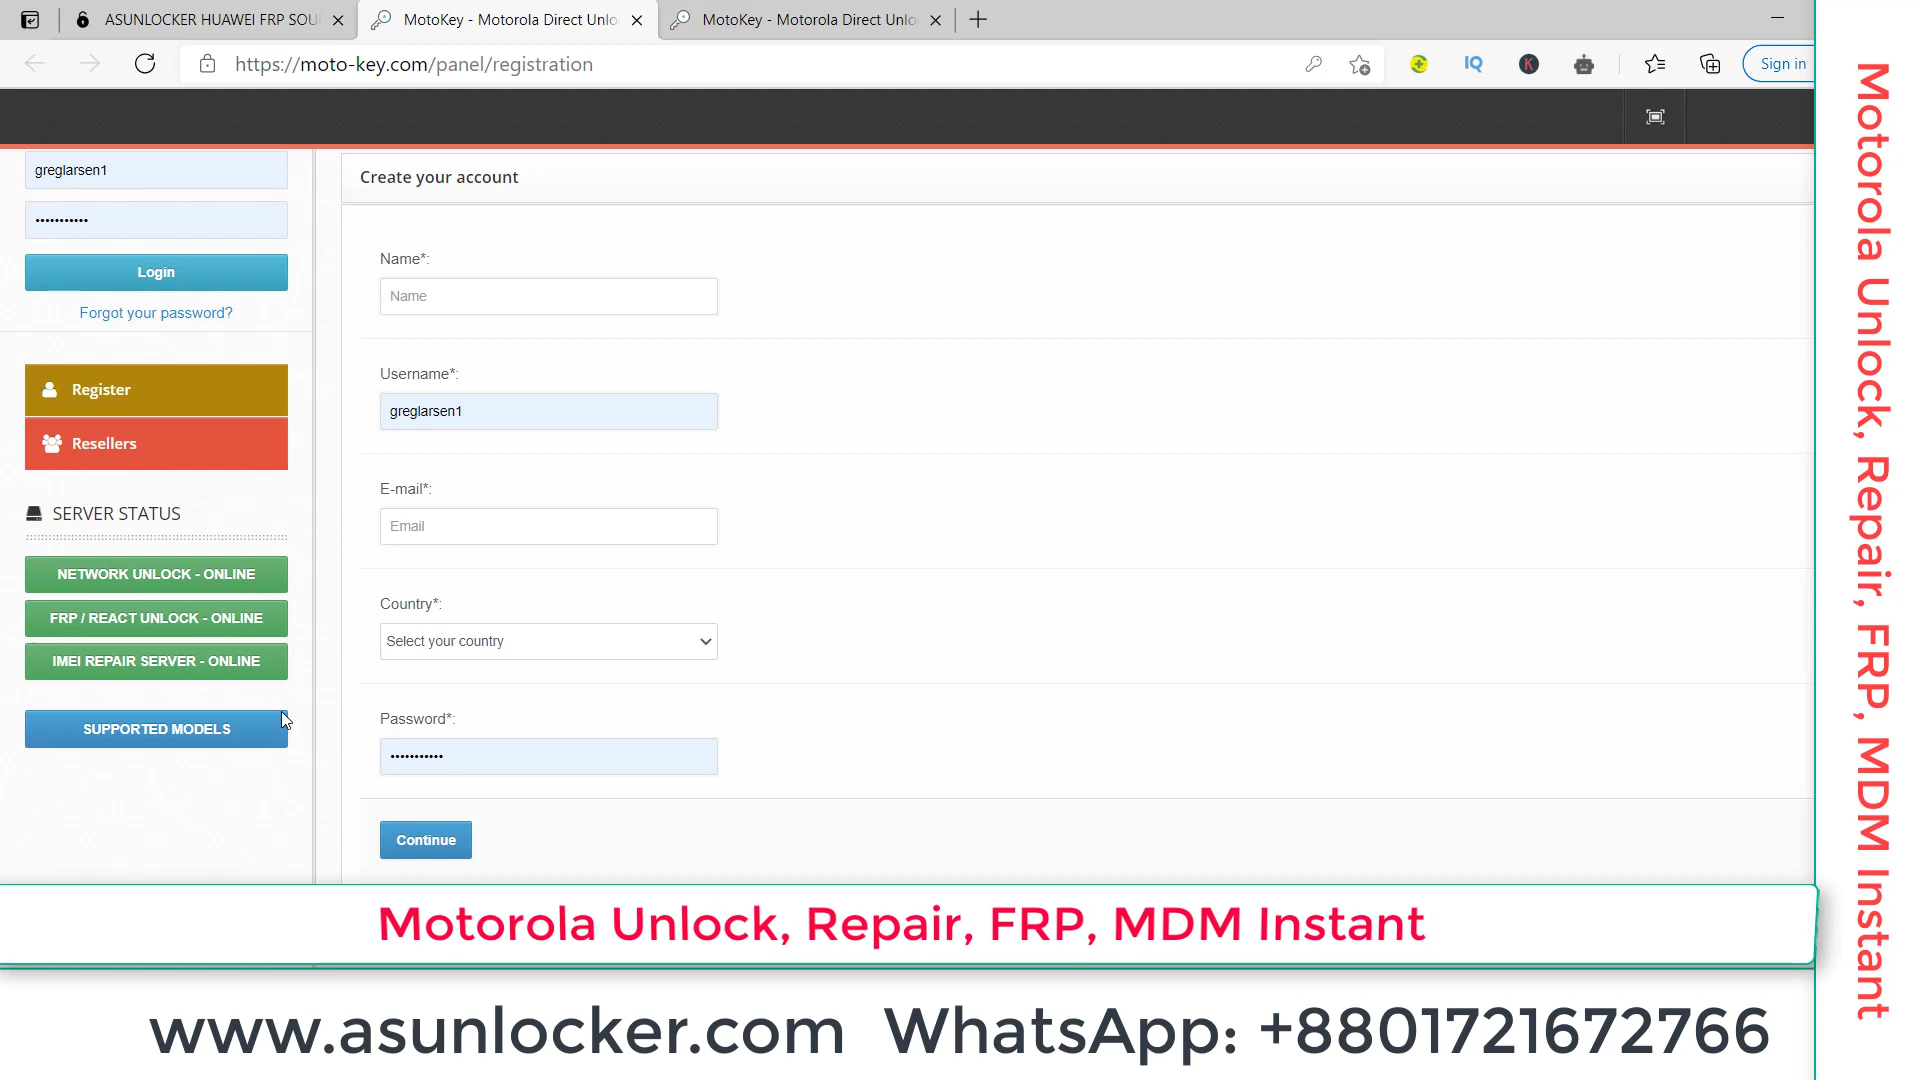 ASUNLOCKER HUAWEI FRP SOU
MotoKey - Motorola Direct Unlo
MotoKey - Motorola Direct Unlo
https://moto-key.com/panel/registration
IQ
K
Sign in
greglarsen1
•••••••••••
Login
Forgot your password?
Register
Resellers
SERVER STATUS
NETWORK UNLOCK - ONLINE
FRP / REACT UNLOCK - ONLINE
IMEI REPAIR SERVER - ONLINE
SUPPORTED MODELS
Create your account
Name*:
Name
Username*:
greglarsen1
E-mail*:
Email
Country*:
Select your country
Password*:
•••••••••••
Continue
Motorola Unlock, Repair, FRP, MDM Instant
Motorola Unlock, Repair, FRP, MDM Instant
www.asunlocker.com WhatsApp: +8801721672766